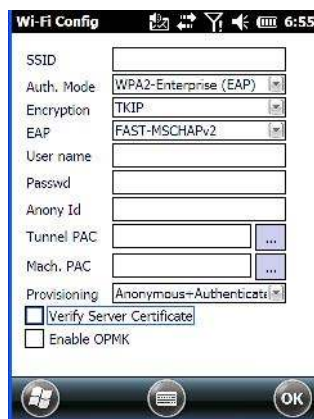 Wi-Fi Config 6:55
SSID
Auth. Mode WPA2-Enterprise (EAP)
Encryption TKIP
EAP FAST-MSCHAPv2
User name
Passwd
Anony Id
Tunnel PAC ...
Mach. PAC ...
Provisioning Anonymous+Authenticate
Verify Server Certificate
Enable OPMK
OK